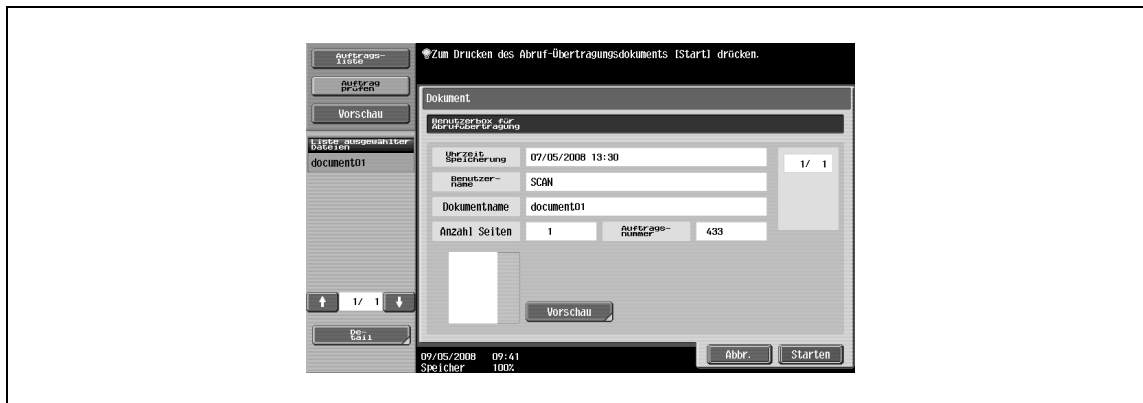 Auftrags-
liste
Auftrag
prüfen
Vorschau
Liste ausgewählter
Dateien
document01
1/ 1
De-
tail
Zum Drucken des Abruf-Übertragungsdokuments [Start] drücken.
Dokument
Benutzerbox für
Abrufübertragung
Uhrzeit
Speicherung
07/05/2008 13:30
Benutzer-
name
SCAN
Dokumentname
document01
Anzahl Seiten
1
Auftrags-
nummer
433
1/ 1
Vorschau
09/05/2008 09:41
Speicher 100%
Abbr.
Starten